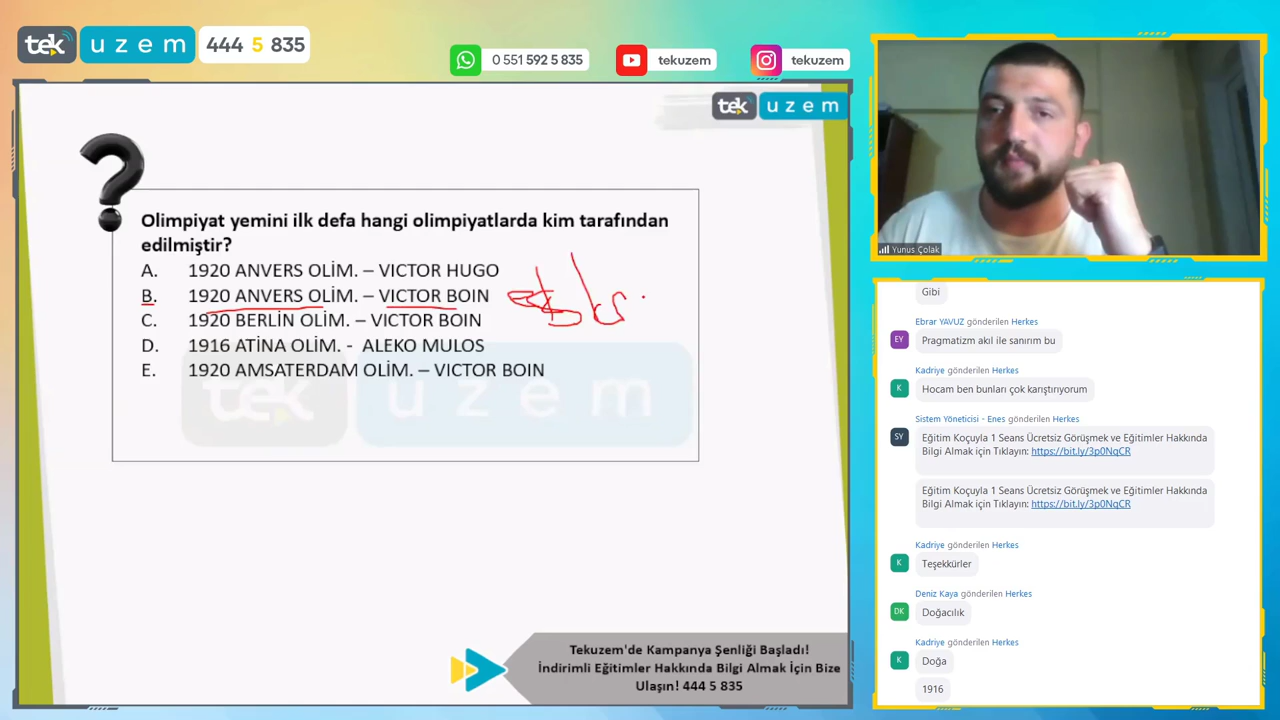 tek uzem 444 5 835
0 551 592 5 835
tekuzem
tekuzem
tek uzem
Olimpiyat yemini ilk defa hangi olimpiyatlarda kim tarafından
edilmiştir?
A. 1920 ANVERS OLİM. – VICTOR HUGO
B. 1920 ANVERS OLİM. – VICTOR BOIN
C. 1920 BERLİN OLİM. – VICTOR BOIN
D. 1916 ATİNA OLİM. - ALEKO MULOS
E. 1920 AMSATERDAM OLİM. – VICTOR BOIN
tek uzem
Tekuzem'de Kampanya Şenliği Başladı!
İndirimli Eğitimler Hakkında Bilgi Almak İçin Bize
Ulaşın! 444 5 835
Yunus Çolak
Gibi
Ebrar YAVUZ gönderilen Herkes
EY
Pragmatizm akıl ile sanırım bu
Kadriye gönderilen Herkes
K
Hocam ben bunları çok karıştırıyorum
Sistem Yöneticisi - Enes gönderilen Herkes
SY
Eğitim Koçuyla 1 Seans Ücretsiz Görüşmek ve Eğitimler Hakkında
Bilgi Almak için Tıklayın: https://bit.ly/3p0NqCR
Eğitim Koçuyla 1 Seans Ücretsiz Görüşmek ve Eğitimler Hakkında
Bilgi Almak için Tıklayın: https://bit.ly/3p0NqCR
Kadriye gönderilen Herkes
K
Teşekkürler
Deniz Kaya gönderilen Herkes
DK
Doğacılık
Kadriye gönderilen Herkes
K
Doğa
1916